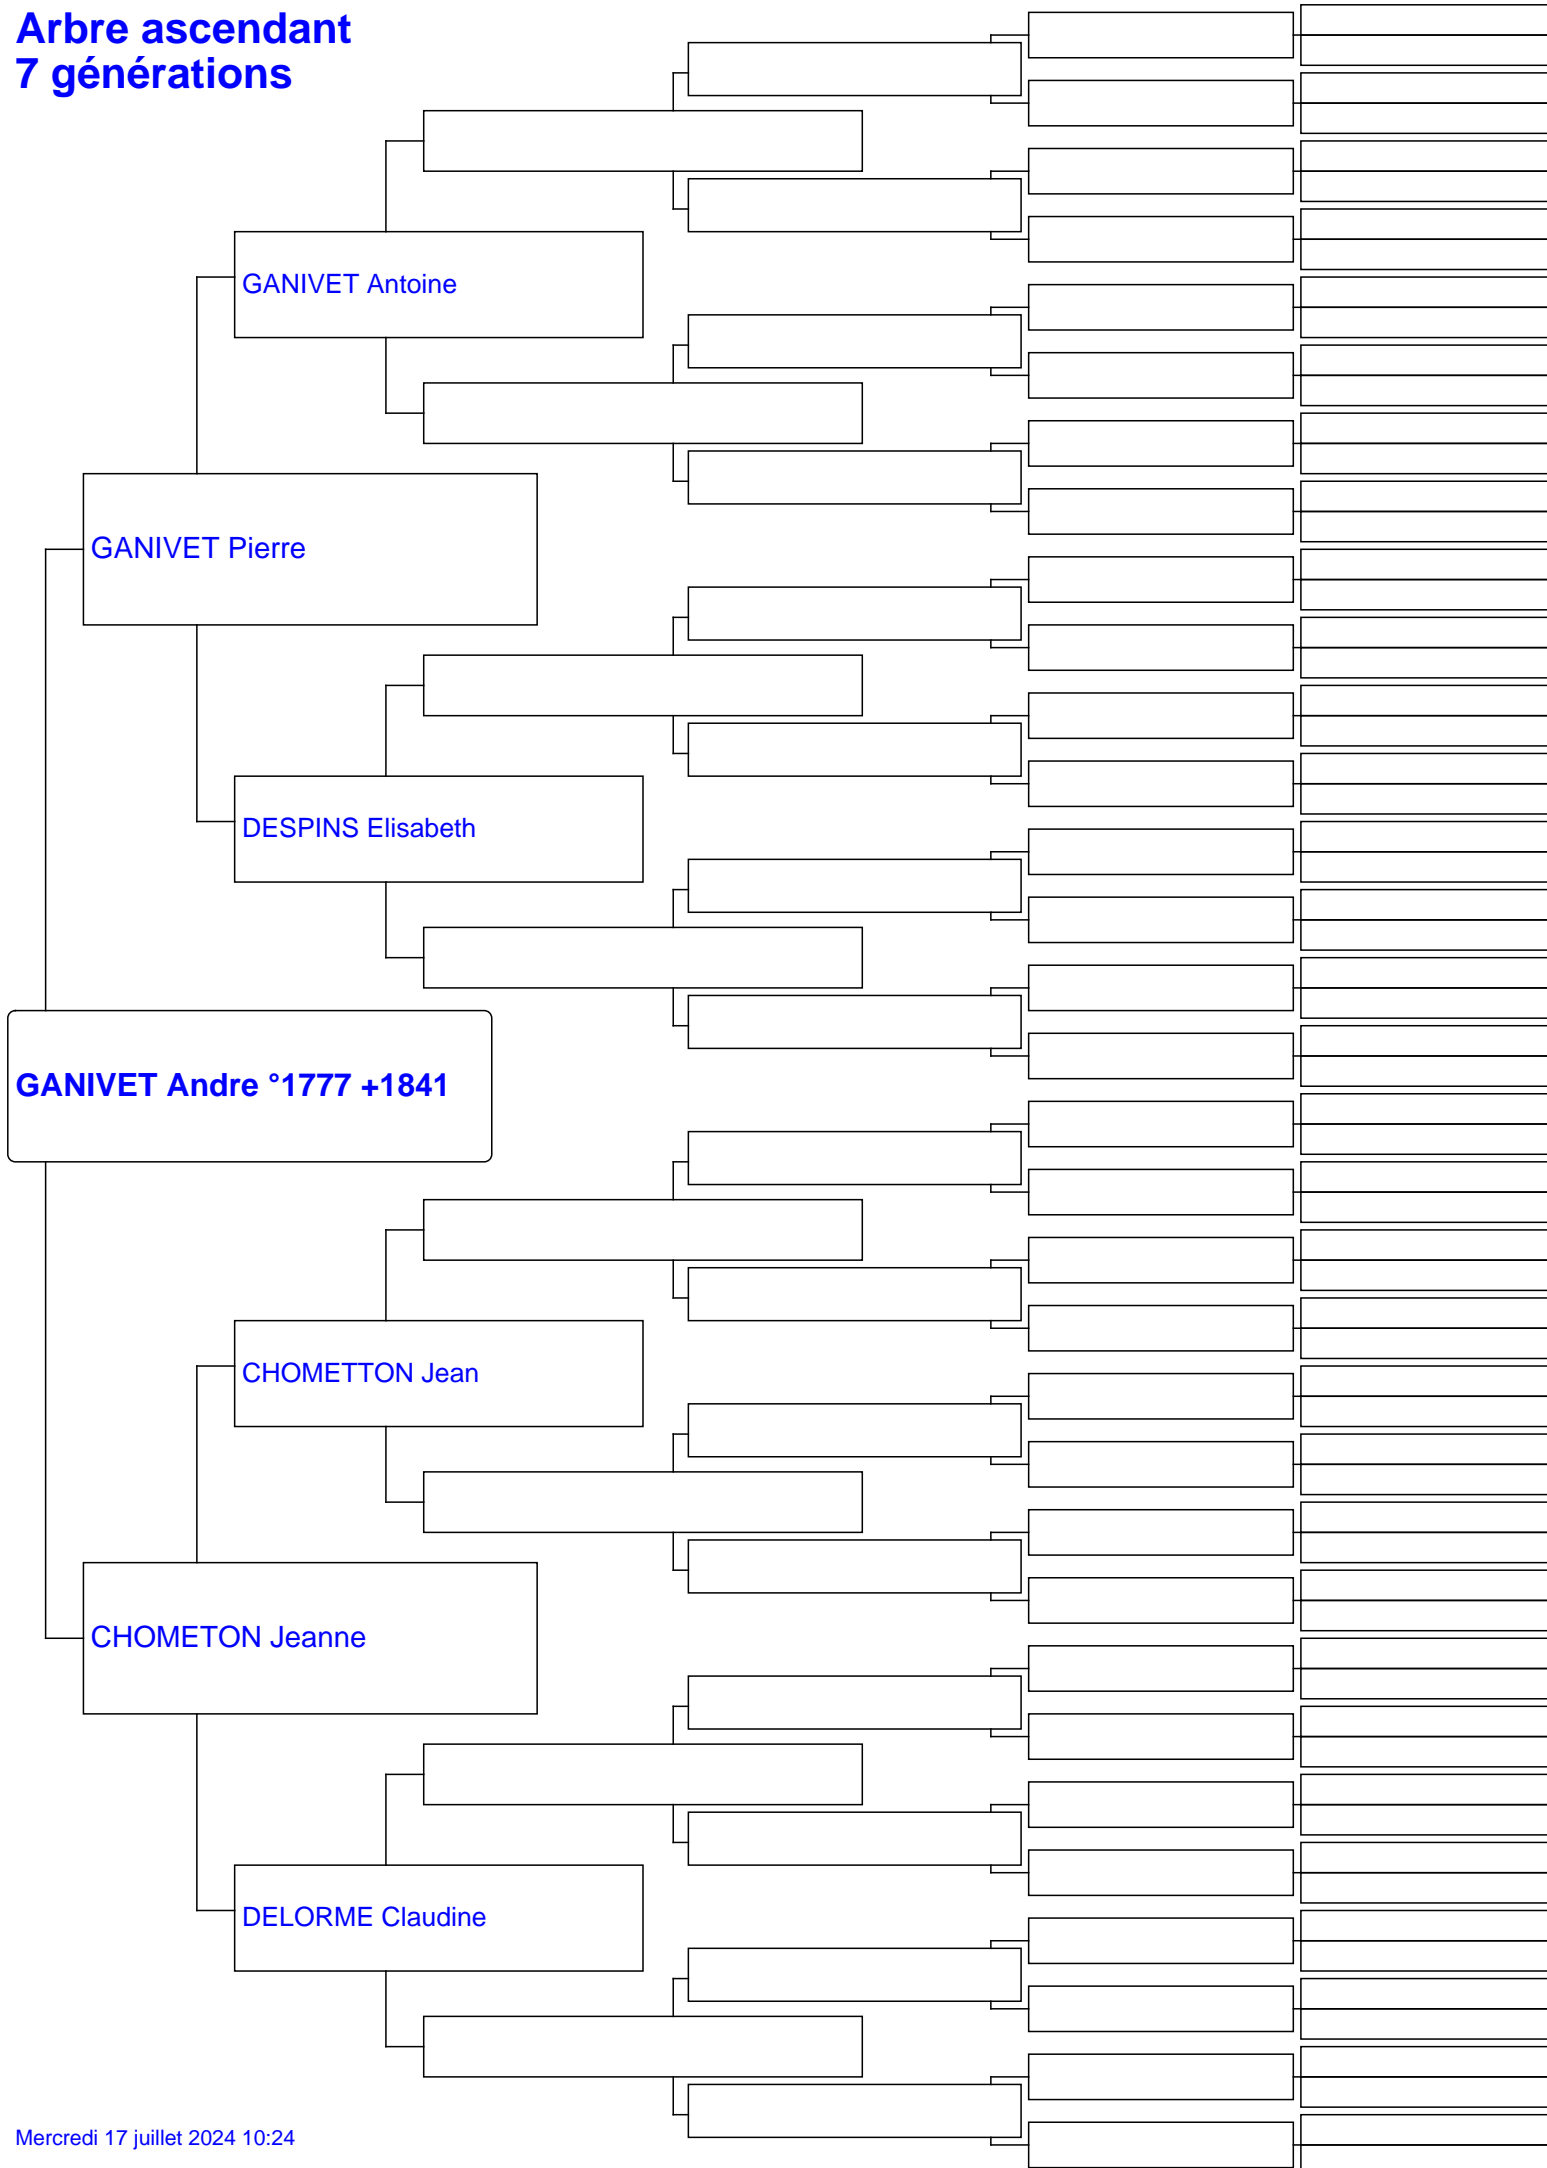 Arbre ascendant
7 générations
GANIVET Antoine
GANIVET Pierre
DESPINS Elisabeth
GANIVET Andre °1777 +1841
CHOMETTON Jean
CHOMETON Jeanne
DELORME Claudine
Mercredi 17 juillet 2024 10:24